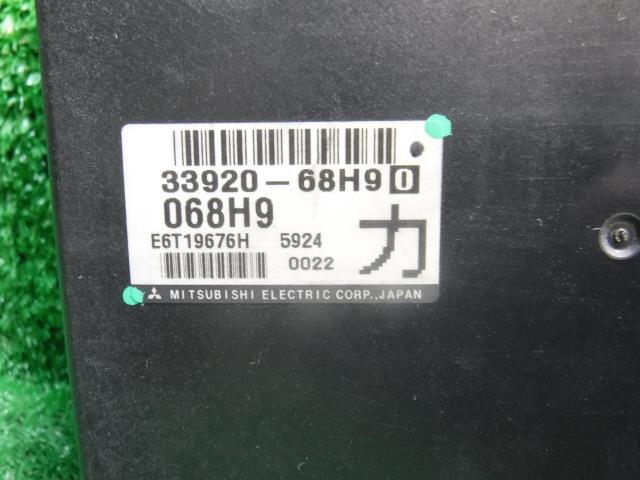 33920-68H9 0
068H9
E6T19676H 5924
0022
カ
MITSUBISHI ELECTRIC CORP.,JAPAN